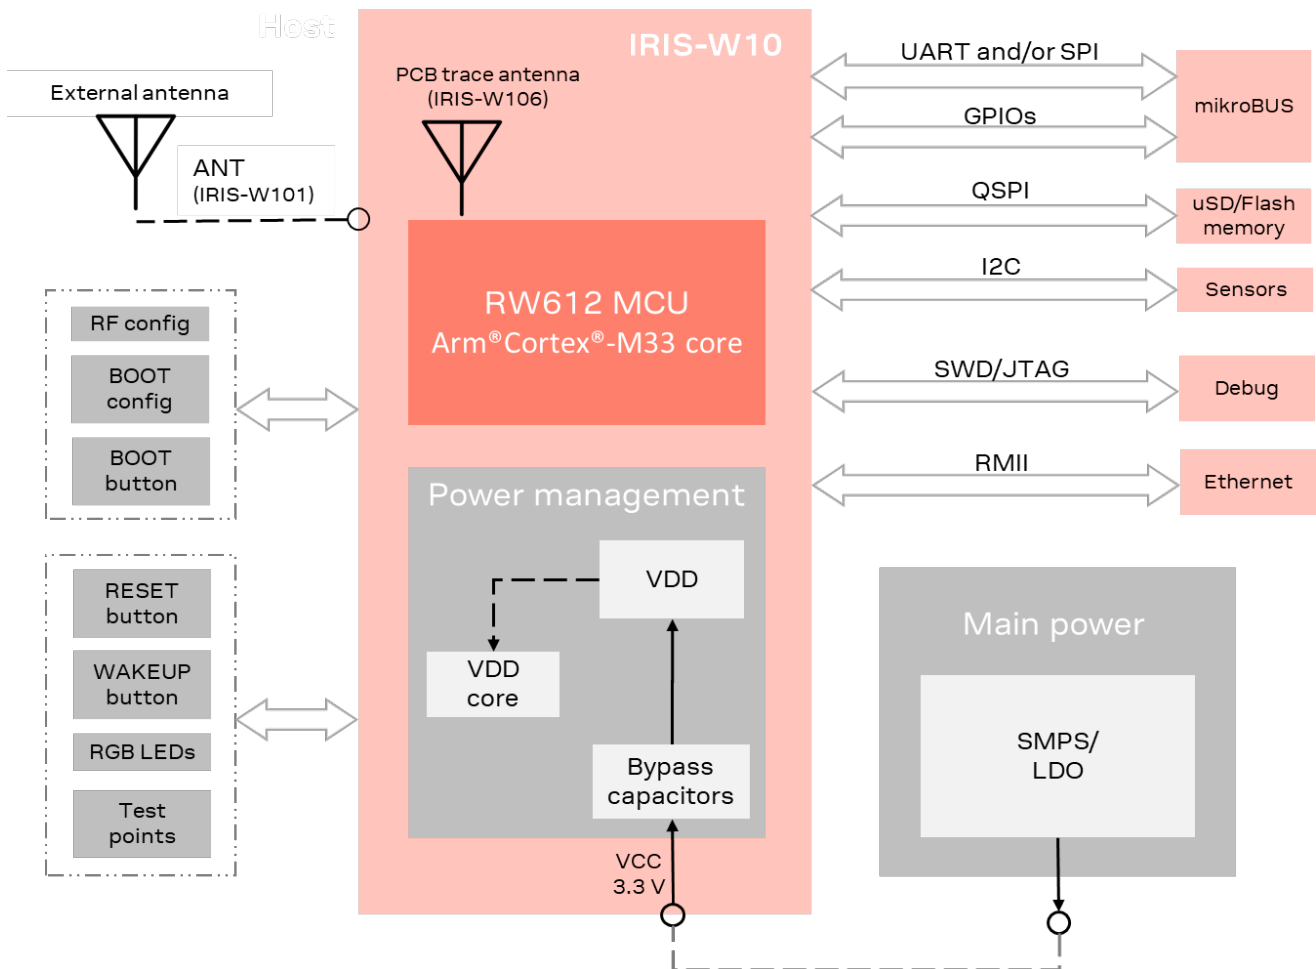 Host
IRIS-W10
External antenna
ANT
(IRIS-W101)
PCB trace antenna
(IRIS-W106)
RW612 MCU
Arm®Cortex®-M33 core
RF config
BOOT
config
BOOT
button
RESET
button
WAKEUP
button
RGB LEDs
Test
points
Power management
VDD
VDD
core
Bypass
capacitors
VCC
3.3 V
UART and/or SPI
GPIOs
mikroBUS
QSPI
uSD/Flash
memory
I2C
Sensors
SWD/JTAG
Debug
RMII
Ethernet
Main power
SMPS/
LDO